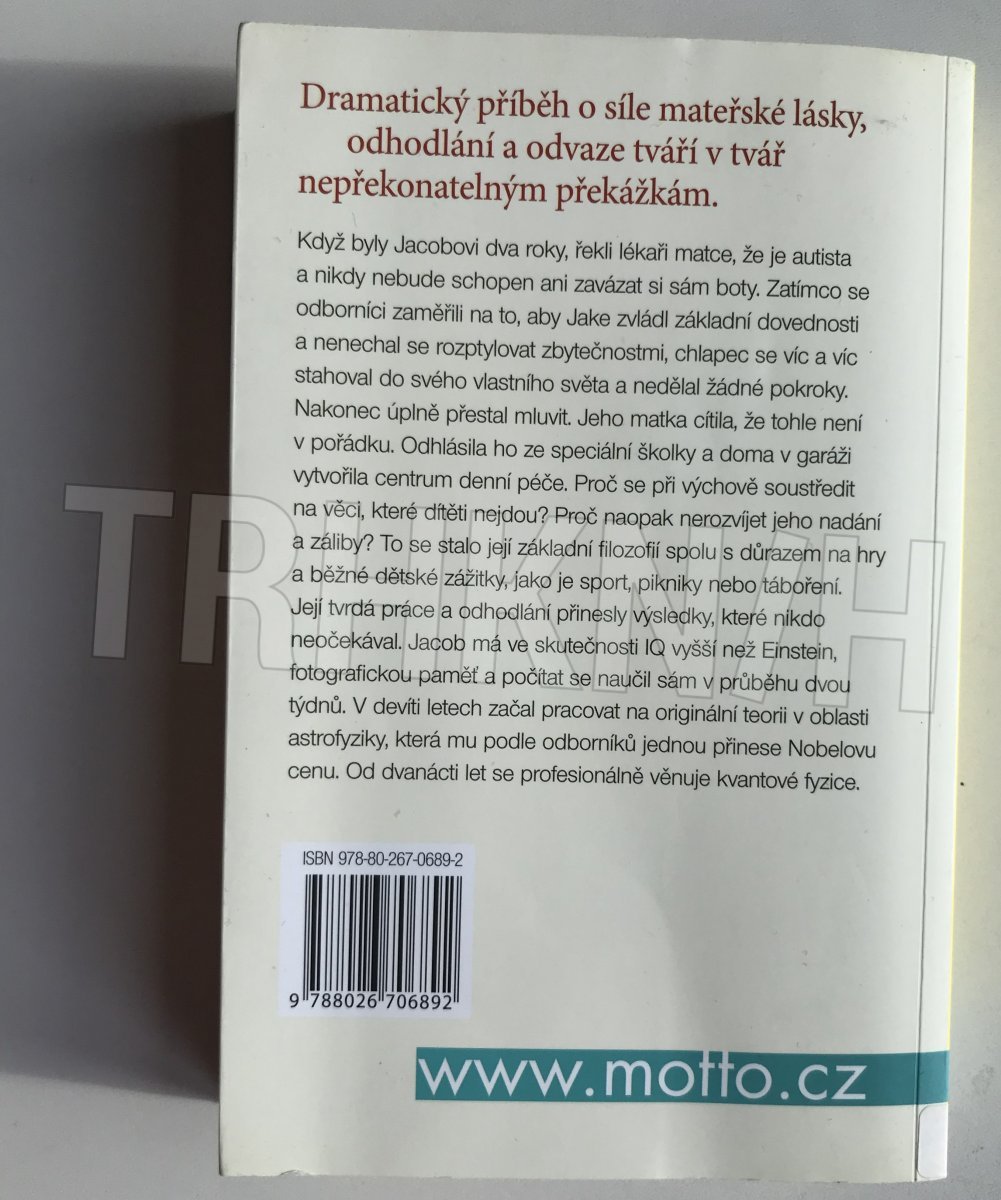 Dramatický příběh o síle mateřské lásky,
odhodlání a odvaze tváří v tvář
nepřekonatelným překážkám.
Když byly Jacobovi dva roky, řekli lékaři matce, že je autista
a nikdy nebude schopen ani zavázat si sám boty. Zatímco se
odborníci zaměřili na to, aby Jake zvládl základní dovednosti
a nenechal se rozptylovat zbytečnostmi, chlapec se víc a víc
stahoval do svého vlastního světa a nedělal žádné pokroky.
Nakonec úplně přestal mluvit. Jeho matka cítila, že tohle není
v pořádku. Odhlásila ho ze speciální školky a doma v garáži
vytvořila centrum denní péče. Proč se při výchově soustředit
na věci, které dítěti nejdou? Proč naopak nerozvíjet jeho nadání
a záliby? To se stalo její základní filozofií spolu s důrazem na hry
a běžné dětské zážitky, jako je sport, pikniky nebo táboření.
Její tvrdá práce a odhodlání přinesly výsledky, které nikdo
neočekával. Jacob má ve skutečnosti IQ vyšší než Einstein,
fotografickou paměť a počítat se naučil sám v průběhu dvou
týdnů. V devíti letech začal pracovat na originální teorii v oblasti
astrofyziky, která mu podle odborníků jednou přinese Nobelovu
cenu. Od dvanácti let se profesionálně věnuje kvantové fyzice.
TRHKNIH
ISBN 978-80-267-0689-2
9 788026 706892
www.motto.cz